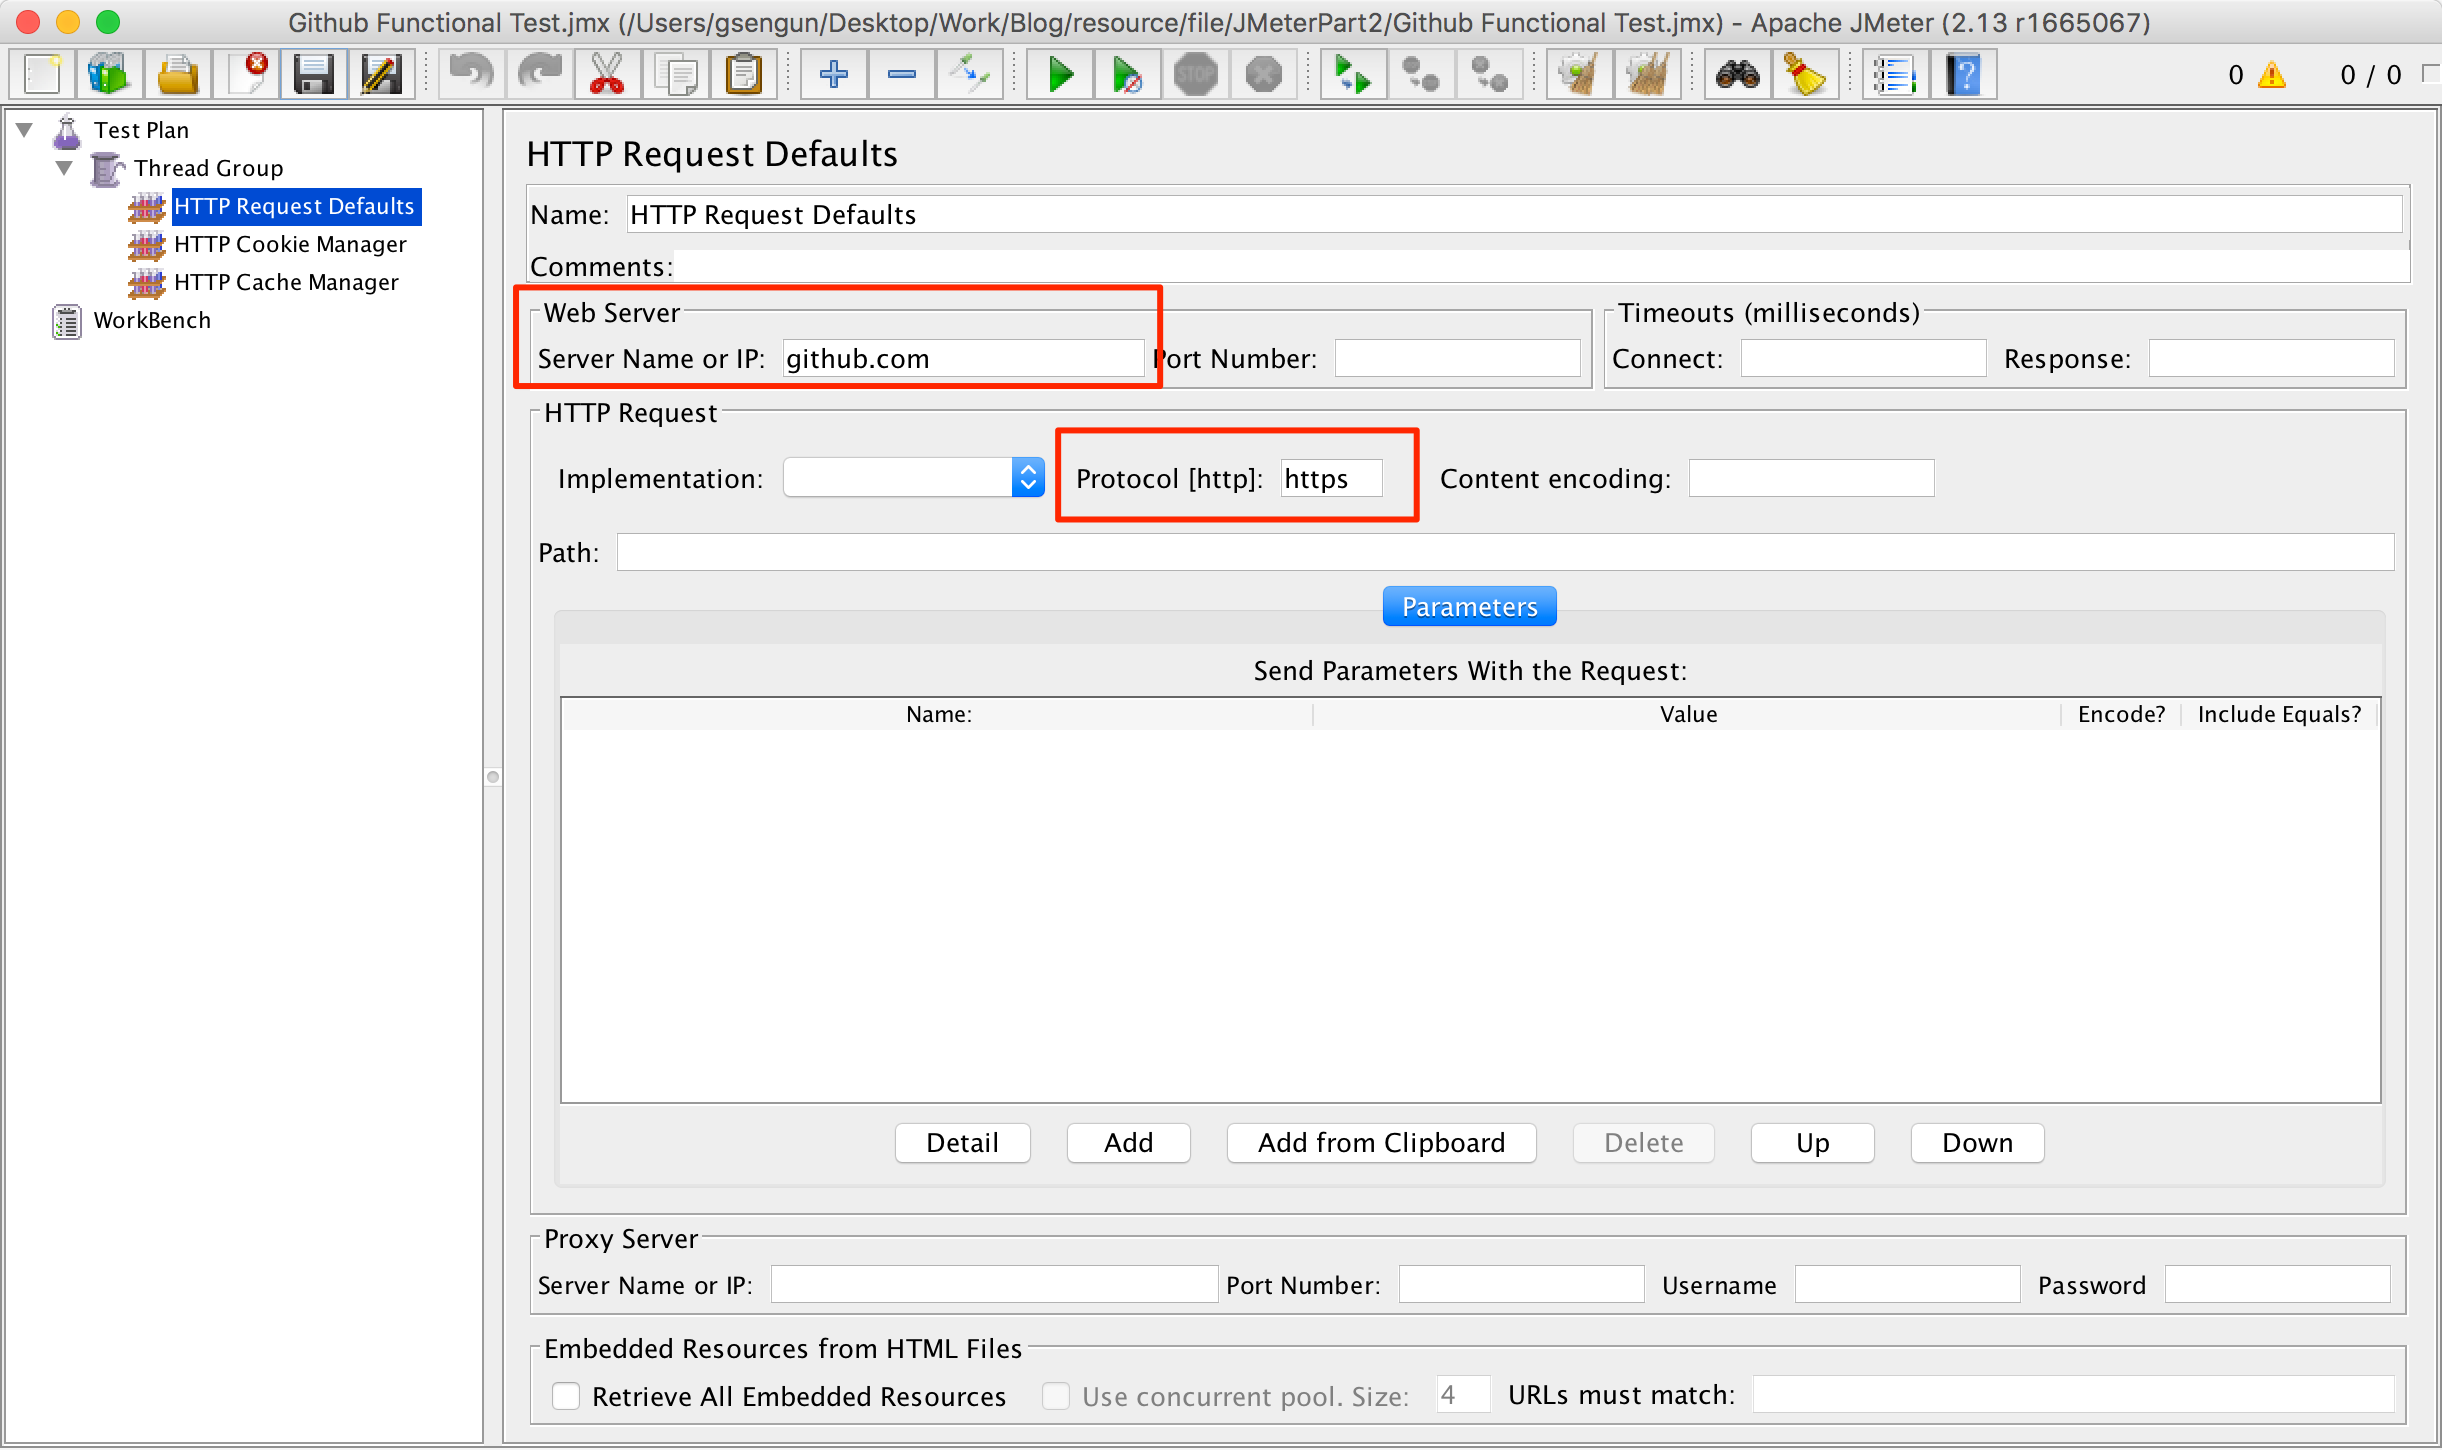 Github Functional Test.jmx (/Users/gsengun/Desktop/Work/Blog/resource/file/JMeterPart2/Github Functional Test.jmx) - Apache JMeter (2.13 r1665067)
STOP
0
0 / 0
Test Plan
Thread Group
HTTP Request Defaults
HTTP Cookie Manager
HTTP Cache Manager
WorkBench
HTTP Request Defaults
Name: HTTP Request Defaults
Comments:
Web Server
Server Name or IP: github.com Port Number:
Timeouts (milliseconds)
Connect: Response:
HTTP Request
Implementation: Protocol [http]: https Content encoding:
Path:
Parameters
Send Parameters With the Request:
Name: Value Encode? Include Equals?
Detail Add Add from Clipboard Delete Up Down
Proxy Server
Server Name or IP: Port Number: Username Password
Embedded Resources from HTML Files
Retrieve All Embedded Resources Use concurrent pool. Size: 4 URLs must match: